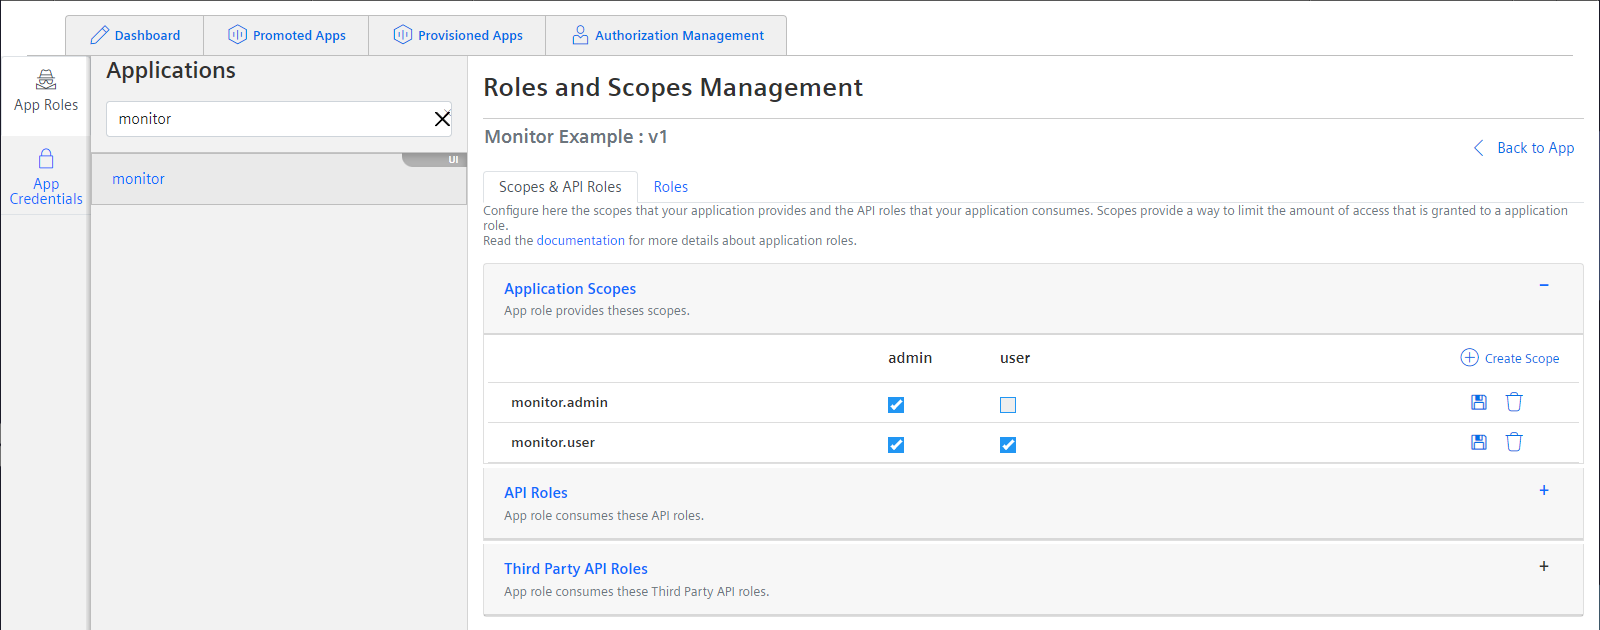 Dashboard
Promoted Apps
Provisioned Apps
Authorization Management
App Roles
App
Credentials
Applications
monitor
UI
monitor
Roles and Scopes Management
Monitor Example : v1
Back to App
Scopes & API Roles
Roles
Configure here the scopes that your application provides and the API roles that your application consumes. Scopes provide a way to limit the amount of access that is granted to a application
role.
Read the documentation for more details about application roles.
Application Scopes
App role provides theses scopes.
admin
user
Create Scope
monitor.admin
monitor.user
API Roles
App role consumes these API roles.
Third Party API Roles
App role consumes these Third Party API roles.